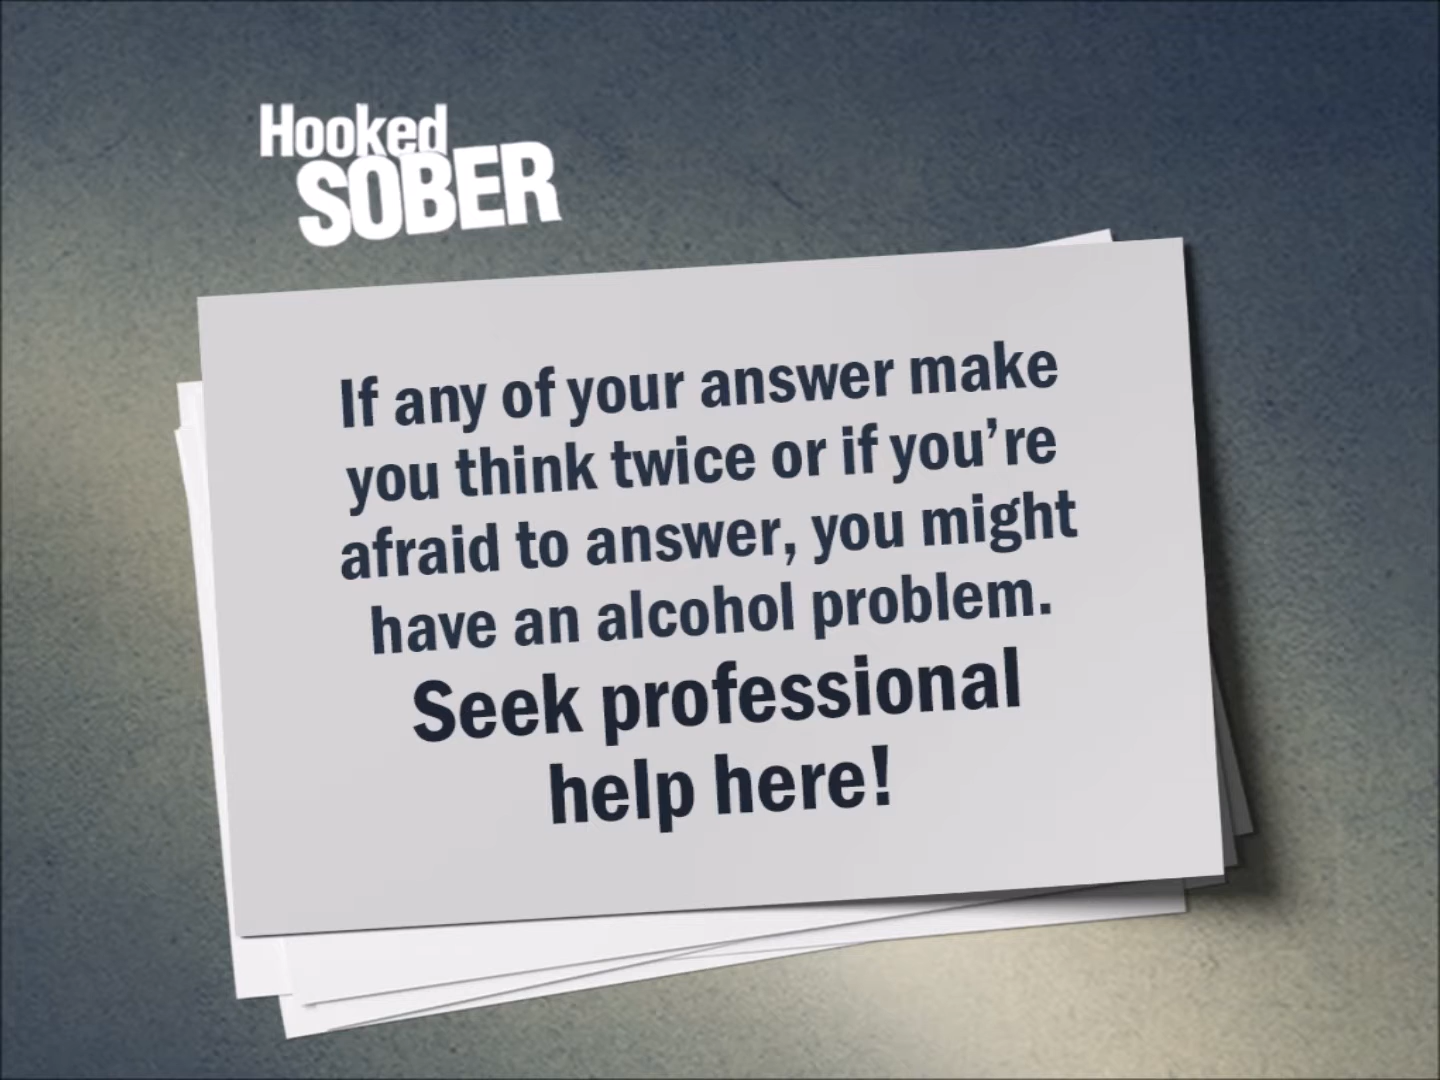 Hooked
SOBER
If any of your answer make
you think twice or if you're
afraid to answer, you might
have an alcohol problem.
Seek professional
help here!